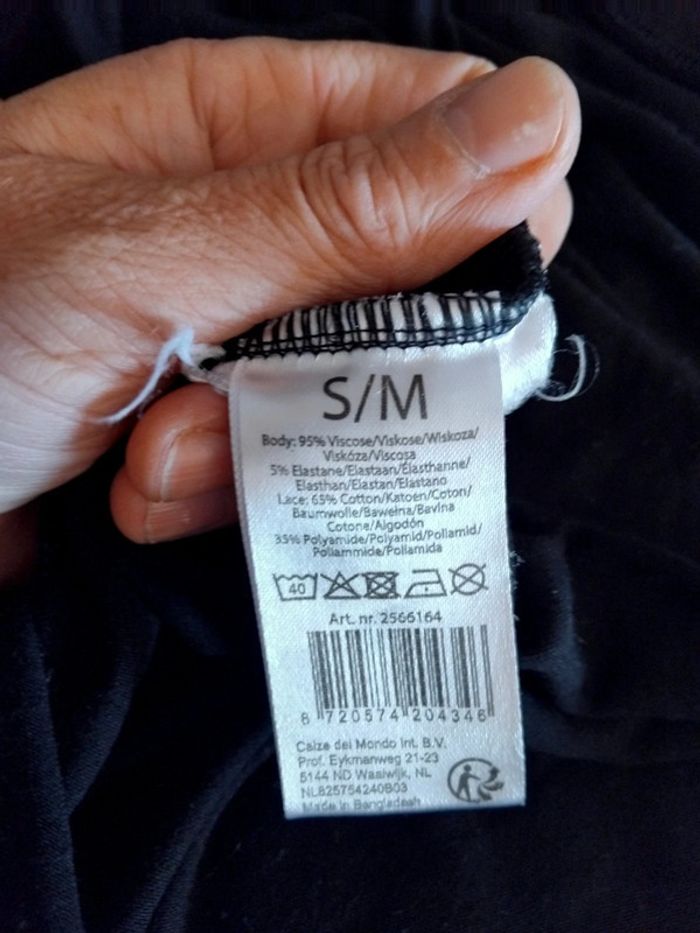 S/M
Body: 95% Viscose/Viskose/Wiskoza/
Viskóza/Viscosa
5% Elastane/Elastaan/Élasthanne/
Elasthan/Elastan/Elastano
Lace: 65% Cotton/Katoen/Coton/
Baumwolle/Bawełna/Bavlna
Cotone/Algodón
35% Polyamide/Polyamid/Poliamid/
Poliammide/Poliamida
40
Art. nr. 2566164
8 720574 204346
Calze del Mondo Int. B.V.
Prof. Eykmanweg 21-23
5144 ND Waalwijk, NL
NL825754240B03
Made in Bangladesh